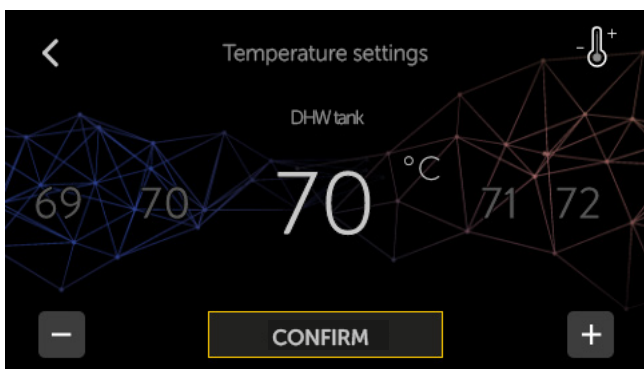 Temperature settings
DHW tank
69 70 70 °C 71 72
− CONFIRM +